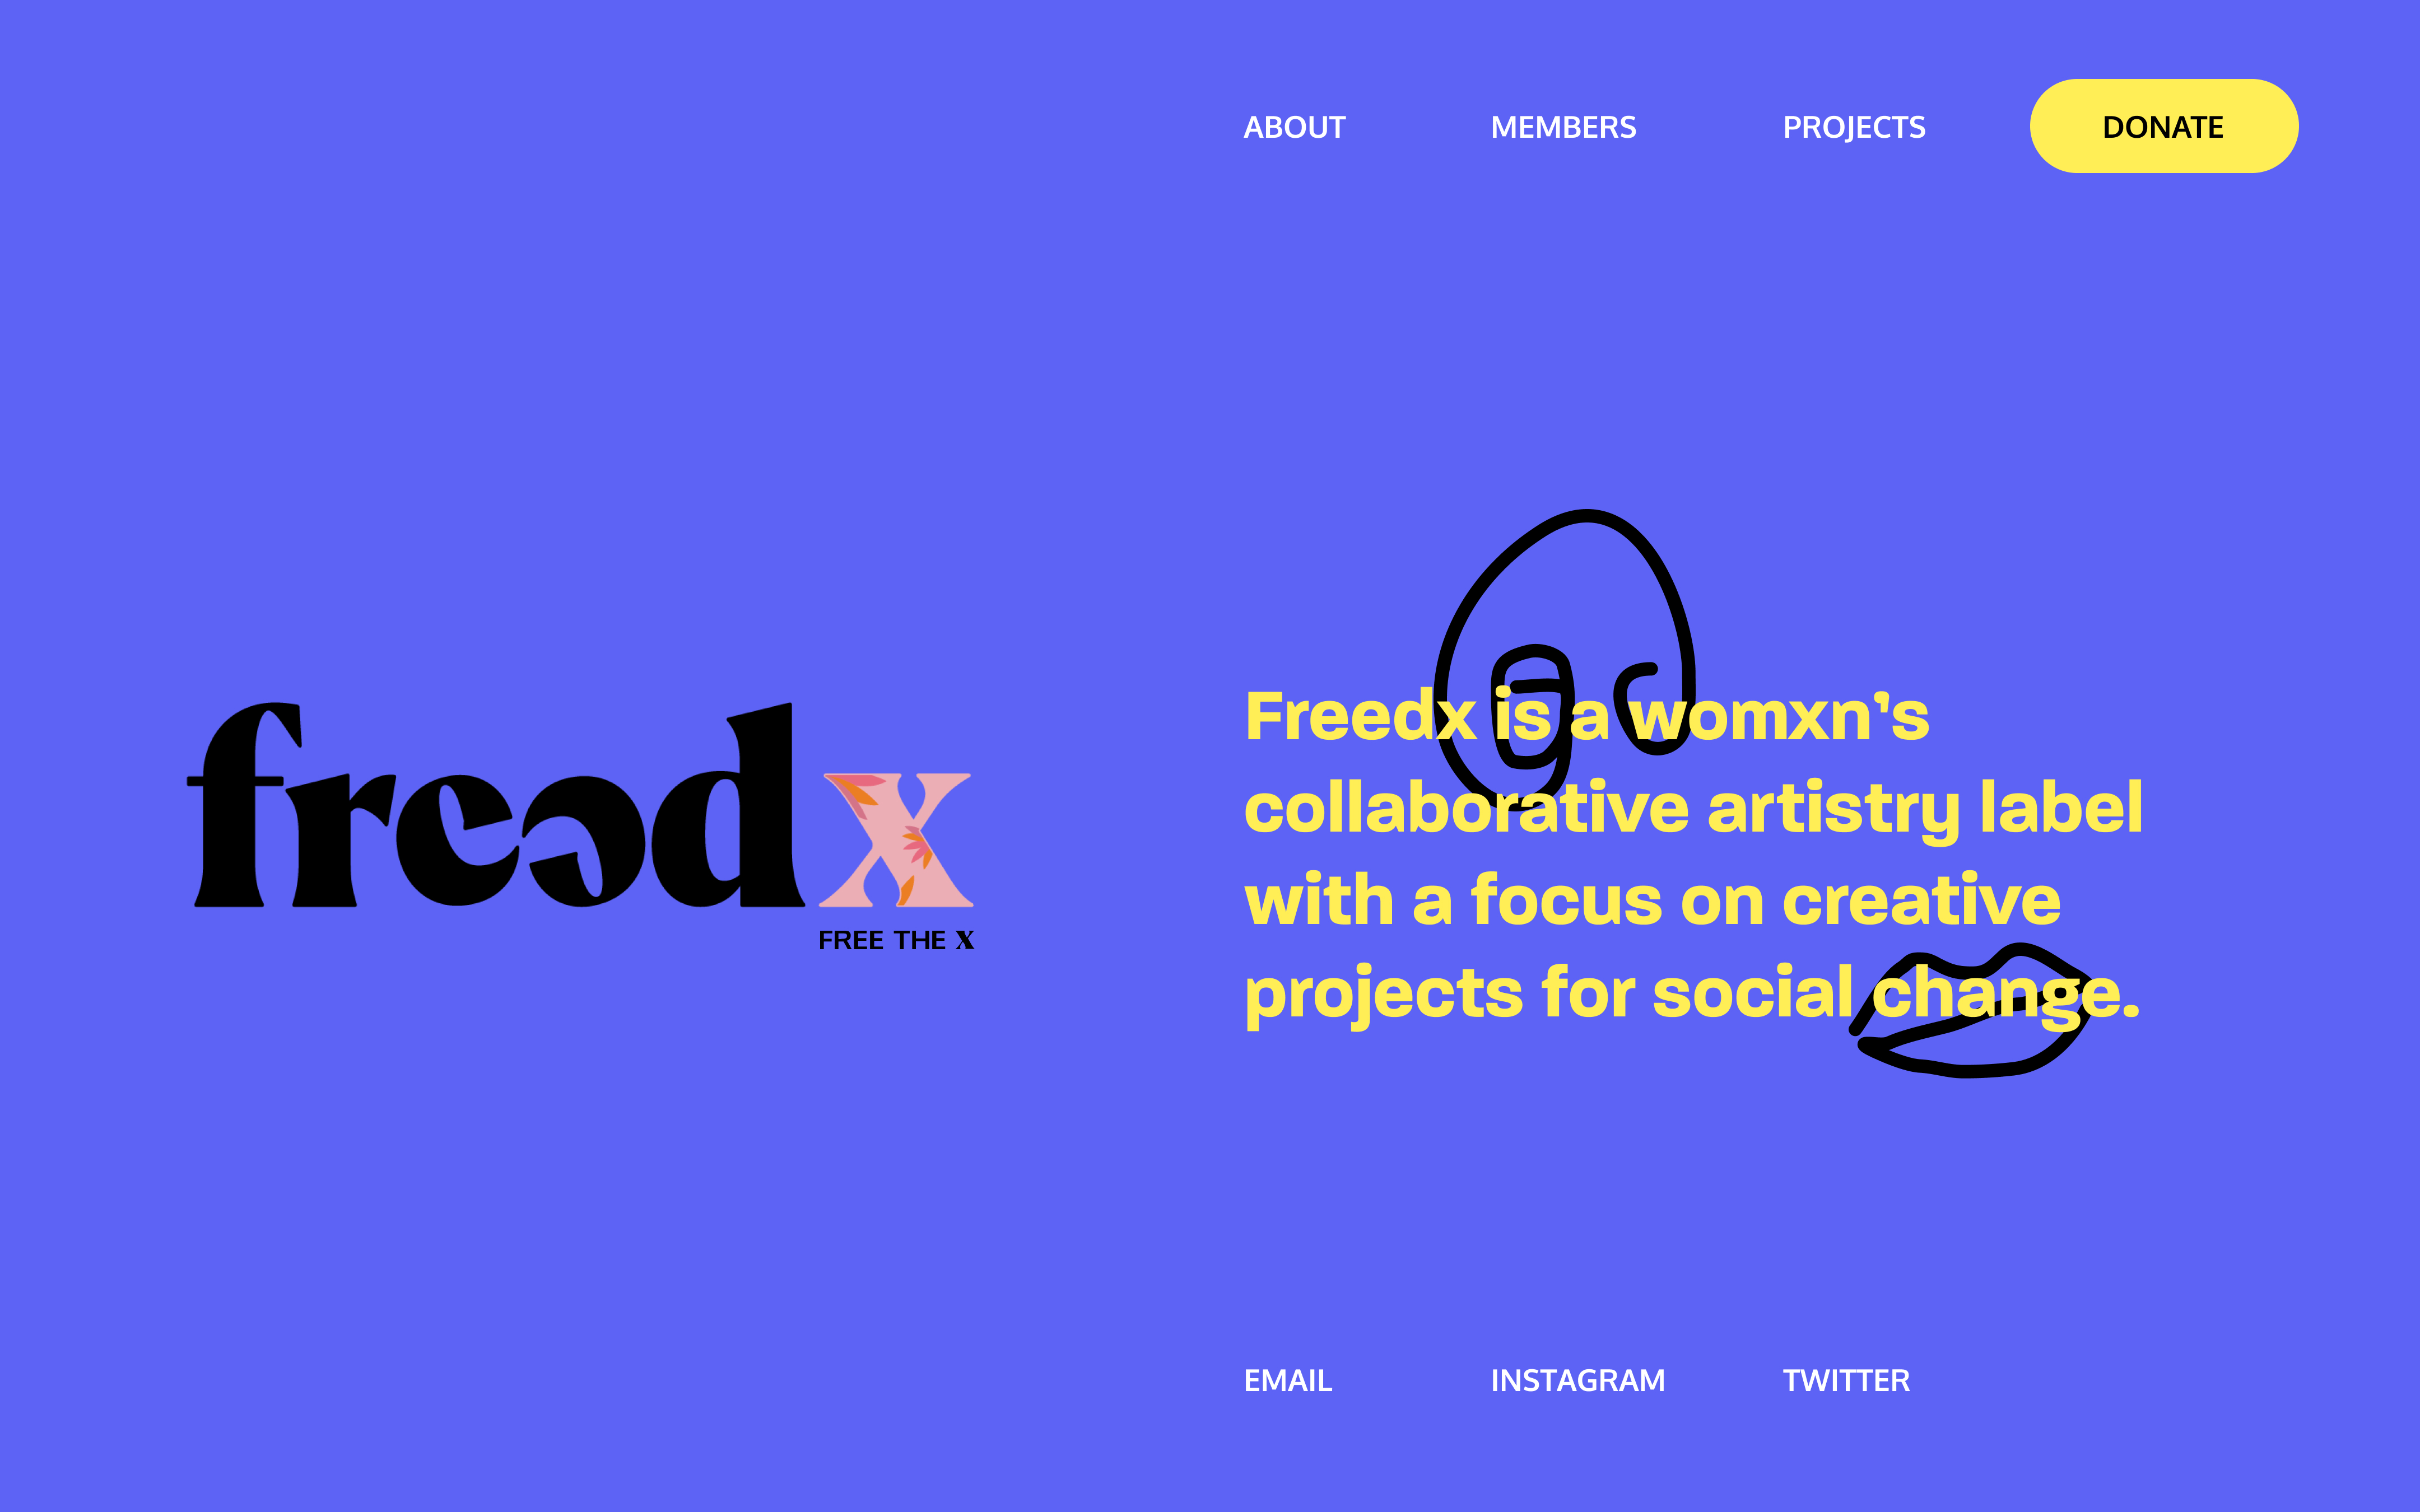 ABOUT MEMBERS PROJECTS DONATE
freedx
FREE THE X
Freedx is a womxn's
collaborative artistry label
with a focus on creative
projects for social change.
EMAIL INSTAGRAM TWITTER